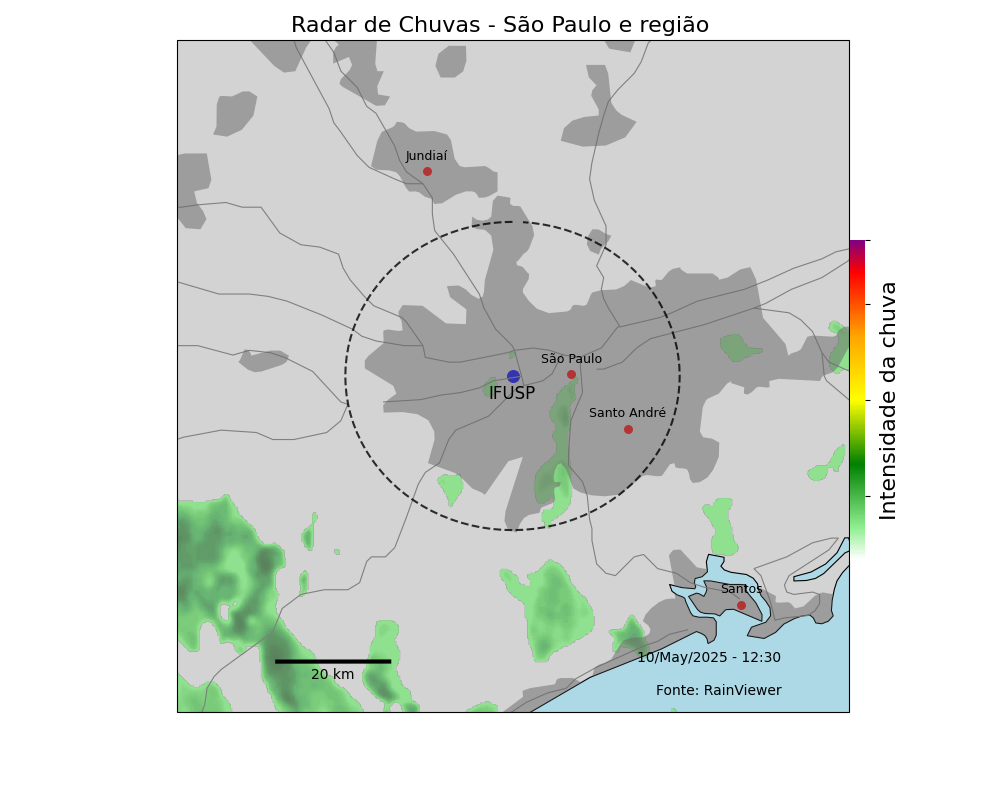 Radar de Chuvas - São Paulo e região
Jundiaí
São Paulo
IFUSP
Santo André
Intensidade da chuva
Santos
10/May/2025 - 12:30
20 km
Fonte: RainViewer